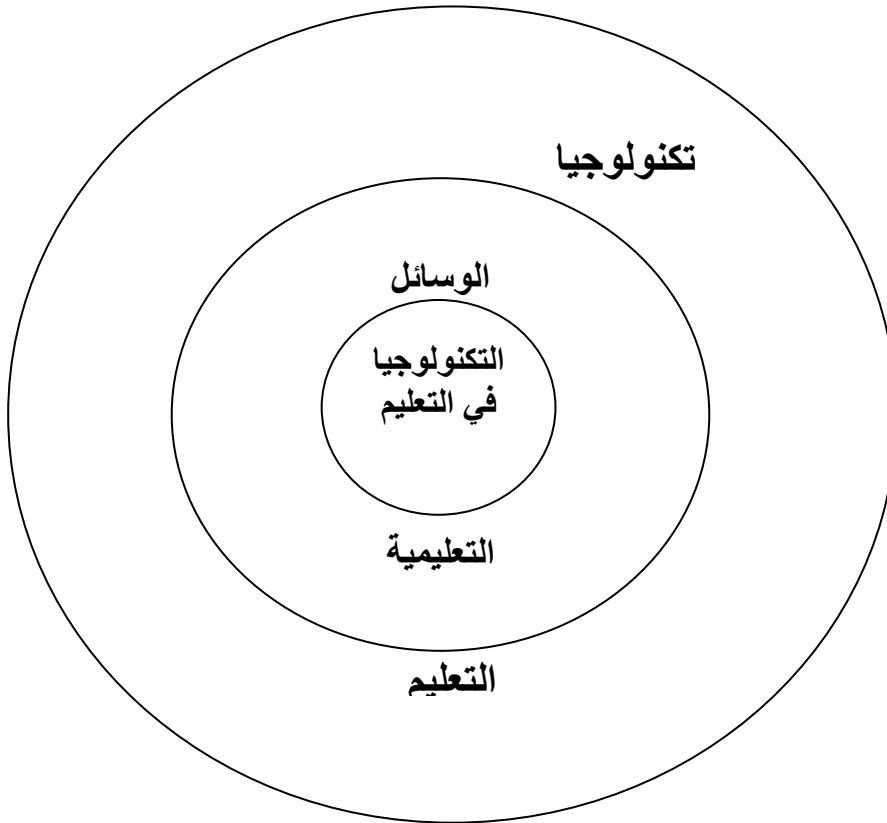 تكنولوجيا
الوسائل
التكنولوجيا
في التعليم
التعليمية
التعليم